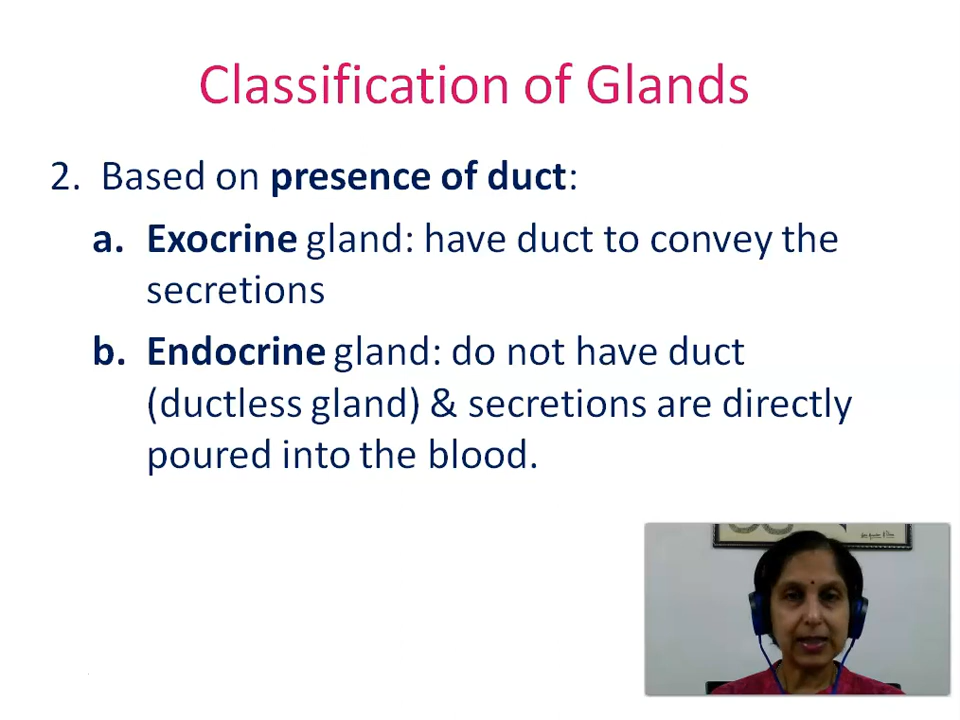 Classification of Glands
2. Based on presence of duct:
a. Exocrine gland: have duct to convey the
secretions
b. Endocrine gland: do not have duct
(ductless gland) & secretions are directly
poured into the blood.